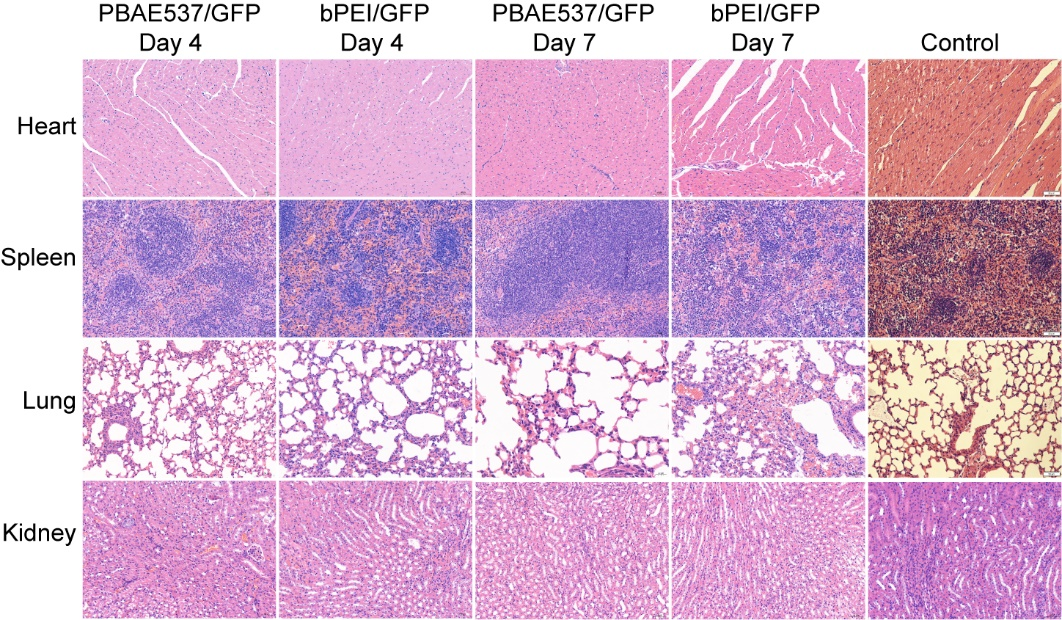 PBAE537/GFP bPEI/GFP PBAE537/GFP bPEI/GFP
Day 4 Day 4 Day 7 Day 7 Control
Heart
Spleen
Lung
Kidney